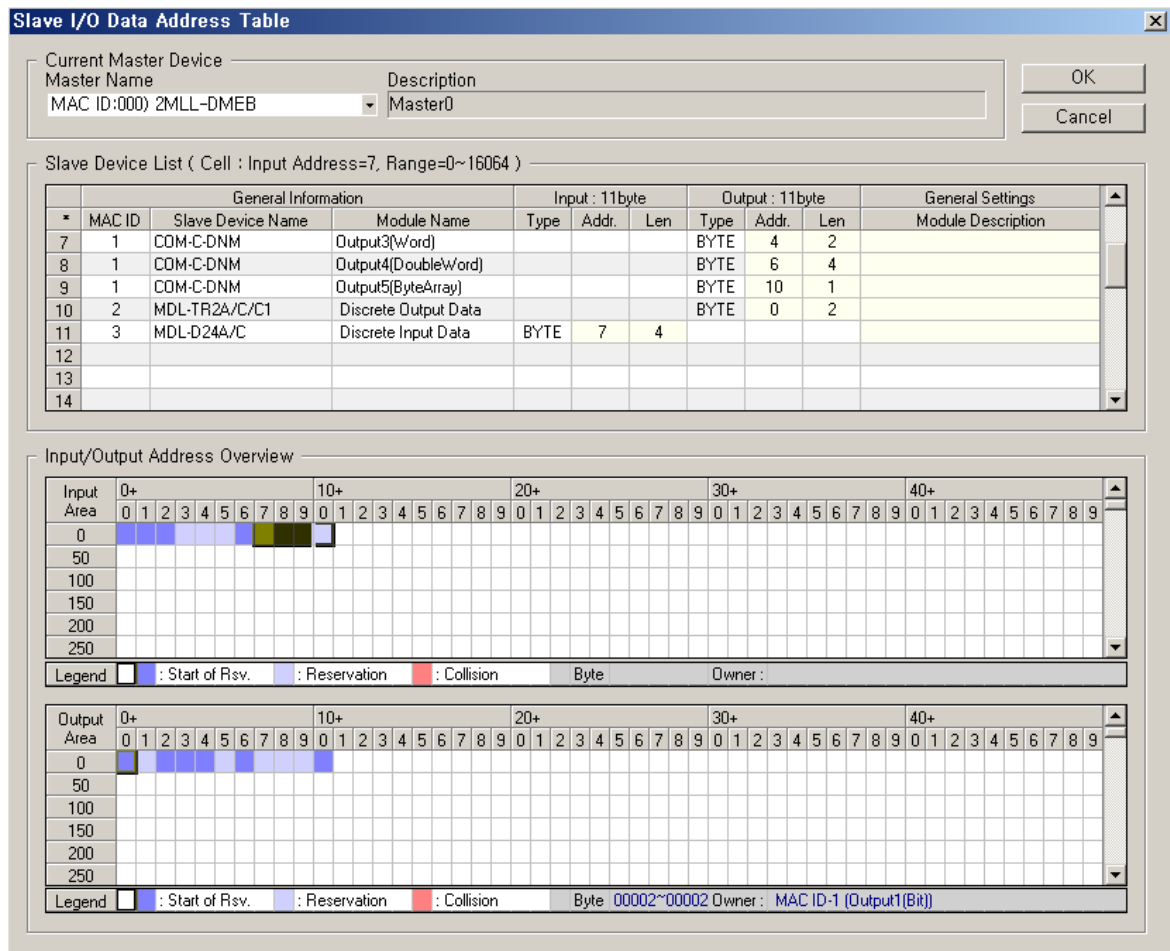 Slave I/O Data Address Table
Current Master Device
Master Name Description
MAC ID:000) 2MLL-DMEB Master0
OK
Cancel
Slave Device List ( Cell : Input Address=7, Range=0~16064 )
General Information Input : 11byte Output : 11byte General Settings
* MAC ID Slave Device Name Module Name Type Addr. Len Type Addr. Len Module Description
7 1 COM-C-DNM Output3(Word) BYTE 4 2
8 1 COM-C-DNM Output4(DoubleWord) BYTE 6 4
9 1 COM-C-DNM Output5(ByteArray) BYTE 10 1
10 2 MDL-TR2A/C/C1 Discrete Output Data BYTE 0 2
11 3 MDL-D24A/C Discrete Input Data BYTE 7 4
12
13
14
Input/Output Address Overview
Input Area 0+ 10+ 20+ 30+ 40+
0 1 2 3 4 5 6 7 8 9 0 1 2 3 4 5 6 7 8 9 0 1 2 3 4 5 6 7 8 9 0 1 2 3 4 5 6 7 8 9 0 1 2 3 4 5 6 7 8 9
0
50
100
150
200
250
Legend : Start of Rsv. : Reservation : Collision Byte Owner :
Output Area 0+ 10+ 20+ 30+ 40+
0 1 2 3 4 5 6 7 8 9 0 1 2 3 4 5 6 7 8 9 0 1 2 3 4 5 6 7 8 9 0 1 2 3 4 5 6 7 8 9 0 1 2 3 4 5 6 7 8 9
0
50
100
150
200
250
Legend : Start of Rsv. : Reservation : Collision Byte 00002~00002 Owner : MAC ID-1 (Output1(Bit))